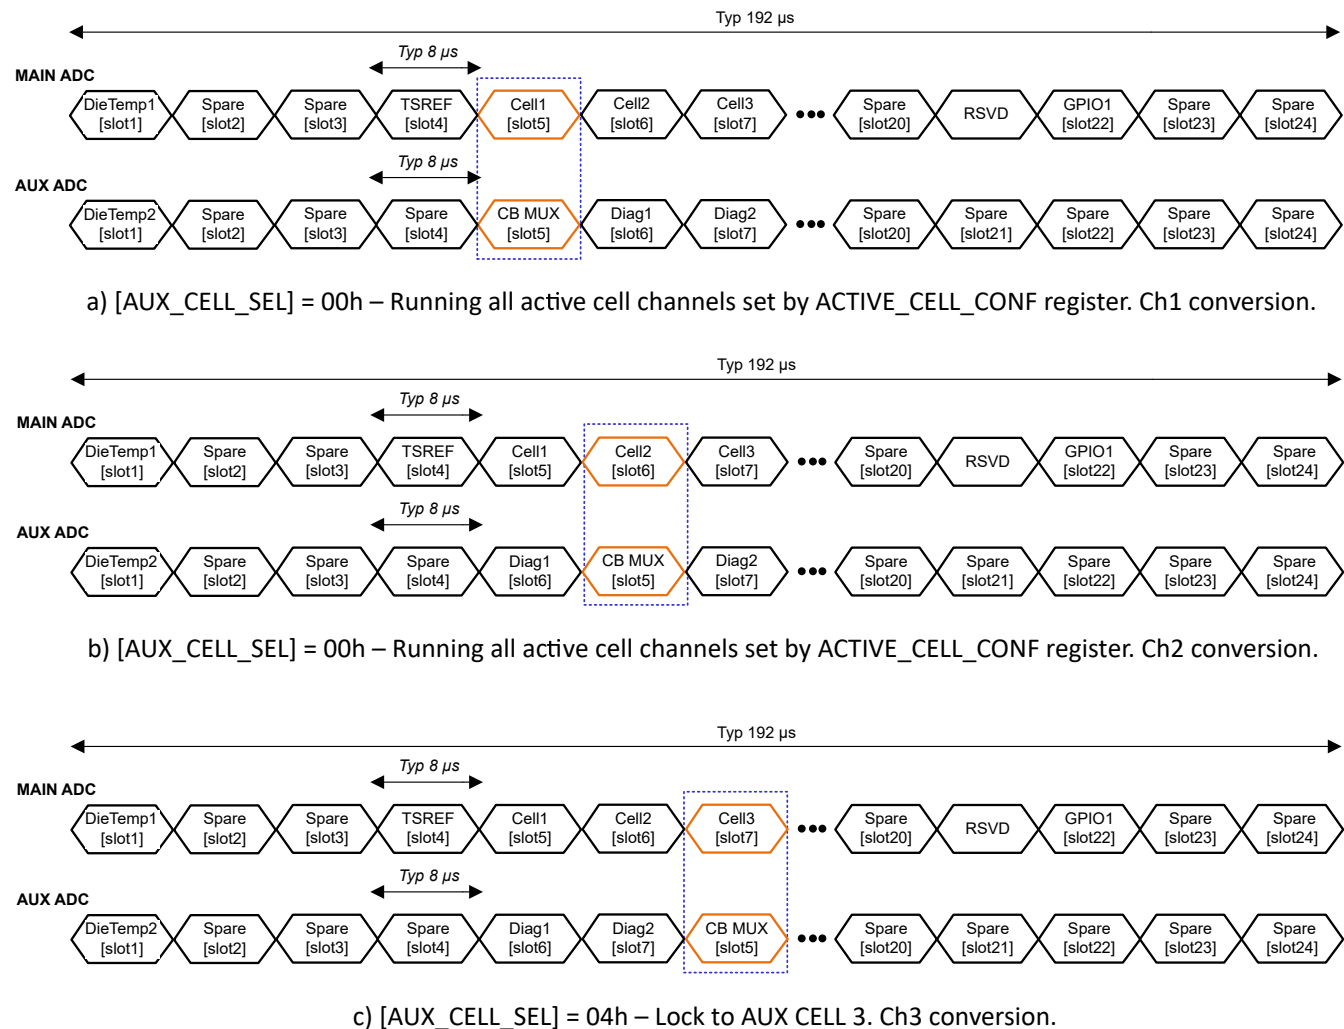 Typ 192 µs
Typ 8 µs
MAIN ADC
DieTemp1 Spare Spare TSREF Cell1 Cell2 Cell3 Spare RSVD GPIO1 Spare Spare
[slot1] [slot2] [slot3] [slot4] [slot5] [slot6] [slot7] [slot20] [slot22] [slot23] [slot24]
Typ 8 µs
AUX ADC
DieTemp2 Spare Spare Spare CB MUX Diag1 Diag2 Spare Spare Spare Spare Spare
[slot1] [slot2] [slot3] [slot4] [slot5] [slot6] [slot7] [slot20] [slot21] [slot22] [slot23] [slot24]
a) [AUX_CELL_SEL] = 00h – Running all active cell channels set by ACTIVE_CELL_CONF register. Ch1 conversion.
Typ 192 µs
Typ 8 µs
MAIN ADC
DieTemp1 Spare Spare TSREF Cell1 Cell2 Cell3 Spare RSVD GPIO1 Spare Spare
[slot1] [slot2] [slot3] [slot4] [slot5] [slot6] [slot7] [slot20] [slot22] [slot23] [slot24]
Typ 8 µs
AUX ADC
DieTemp2 Spare Spare Spare Diag1 CB MUX Diag2 Spare Spare Spare Spare Spare
[slot1] [slot2] [slot3] [slot4] [slot6] [slot5] [slot7] [slot20] [slot21] [slot22] [slot23] [slot24]
b) [AUX_CELL_SEL] = 00h – Running all active cell channels set by ACTIVE_CELL_CONF register. Ch2 conversion.
Typ 192 µs
Typ 8 µs
MAIN ADC
DieTemp1 Spare Spare TSREF Cell1 Cell2 Cell3 Spare RSVD GPIO1 Spare Spare
[slot1] [slot2] [slot3] [slot4] [slot5] [slot6] [slot7] [slot20] [slot22] [slot23] [slot24]
Typ 8 µs
AUX ADC
DieTemp2 Spare Spare Spare Diag1 Diag2 CB MUX Spare Spare Spare Spare Spare
[slot1] [slot2] [slot3] [slot4] [slot6] [slot7] [slot5] [slot20] [slot21] [slot22] [slot23] [slot24]
c) [AUX_CELL_SEL] = 04h – Lock to AUX CELL 3. Ch3 conversion.